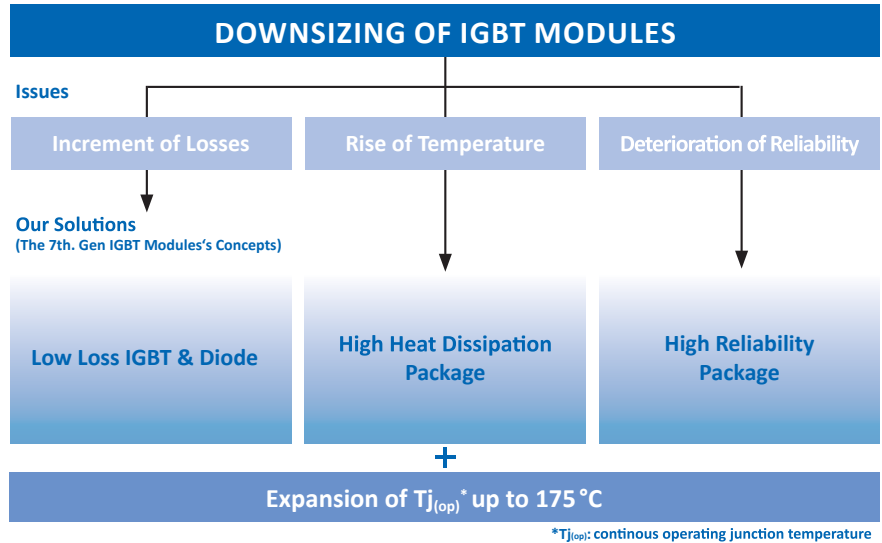 DOWNSIZING OF IGBT MODULES
Issues
Increment of Losses
Rise of Temperature
Deterioration of Reliability
Our Solutions
(The 7th. Gen IGBT Modules‘s Concepts)
Low Loss IGBT & Diode
High Heat Dissipation
Package
High Reliability
Package
+
Expansion of Tj(op)* up to 175 °C
*Tj(op): continous operating junction temperature